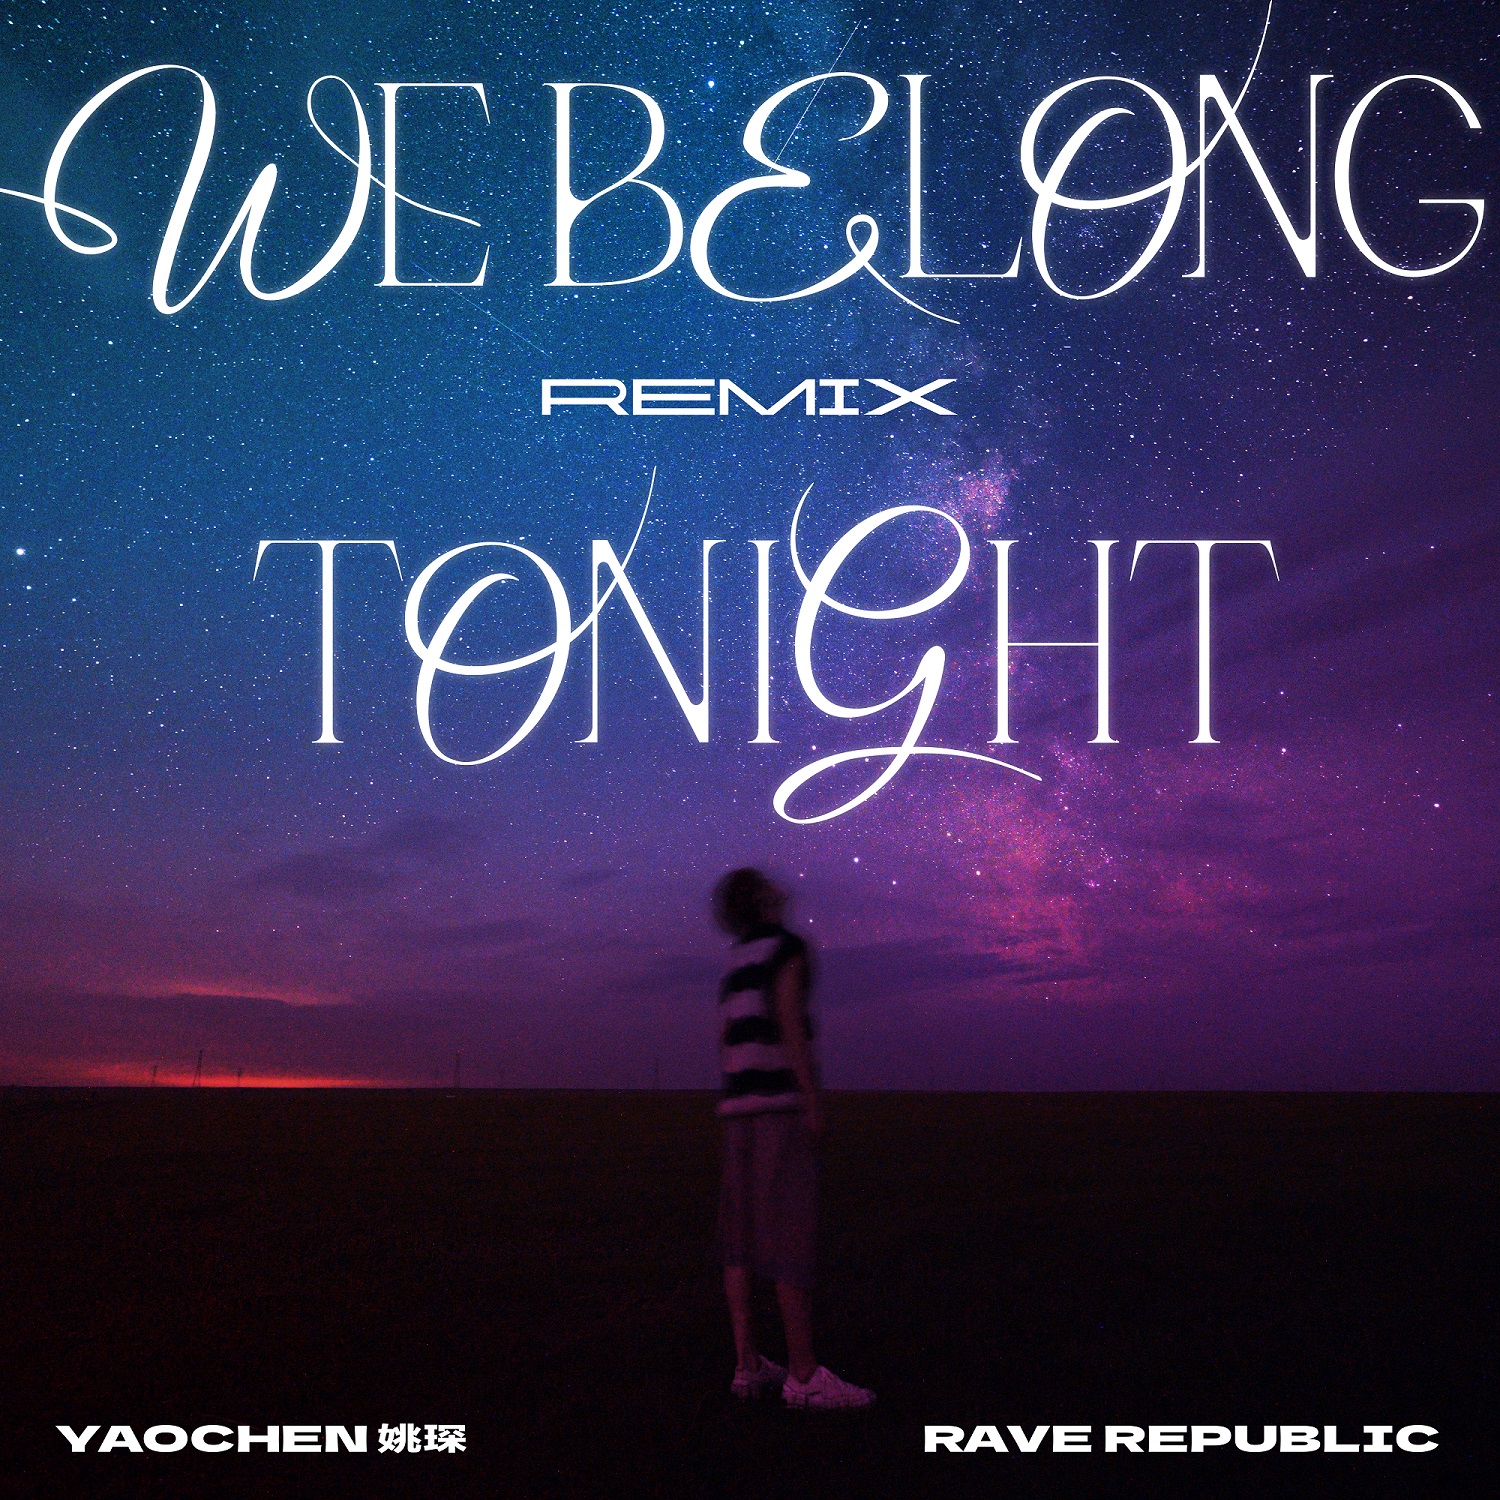 WE BELONG
REMIX
TONIGHT
YAOCHEN 姚琛
RAVE REPUBLIC